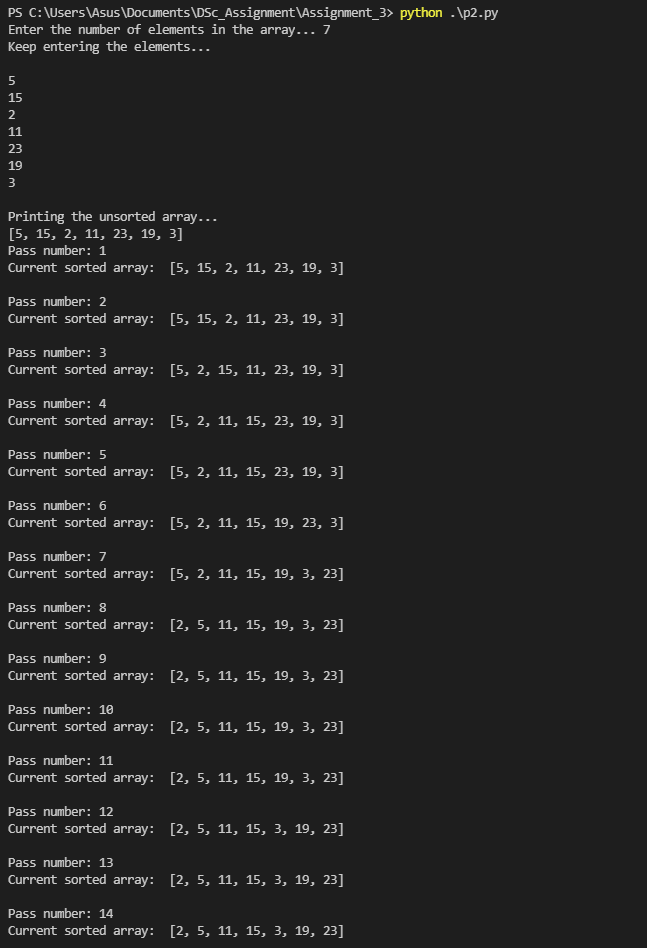 PS C:\Users\Asus\Documents\DSc_Assignment\Assignment_3> python .\p2.py
Enter the number of elements in the array... 7
Keep entering the elements...
5
15
2
11
23
19
3
Printing the unsorted array...
[5, 15, 2, 11, 23, 19, 3]
Pass number: 1
Current sorted array:  [5, 15, 2, 11, 23, 19, 3]
Pass number: 2
Current sorted array:  [5, 15, 2, 11, 23, 19, 3]
Pass number: 3
Current sorted array:  [5, 2, 15, 11, 23, 19, 3]
Pass number: 4
Current sorted array:  [5, 2, 11, 15, 23, 19, 3]
Pass number: 5
Current sorted array:  [5, 2, 11, 15, 23, 19, 3]
Pass number: 6
Current sorted array:  [5, 2, 11, 15, 19, 23, 3]
Pass number: 7
Current sorted array:  [5, 2, 11, 15, 19, 3, 23]
Pass number: 8
Current sorted array:  [2, 5, 11, 15, 19, 3, 23]
Pass number: 9
Current sorted array:  [2, 5, 11, 15, 19, 3, 23]
Pass number: 10
Current sorted array:  [2, 5, 11, 15, 19, 3, 23]
Pass number: 11
Current sorted array:  [2, 5, 11, 15, 19, 3, 23]
Pass number: 12
Current sorted array:  [2, 5, 11, 15, 3, 19, 23]
Pass number: 13
Current sorted array:  [2, 5, 11, 15, 3, 19, 23]
Pass number: 14
Current sorted array:  [2, 5, 11, 15, 3, 19, 23]